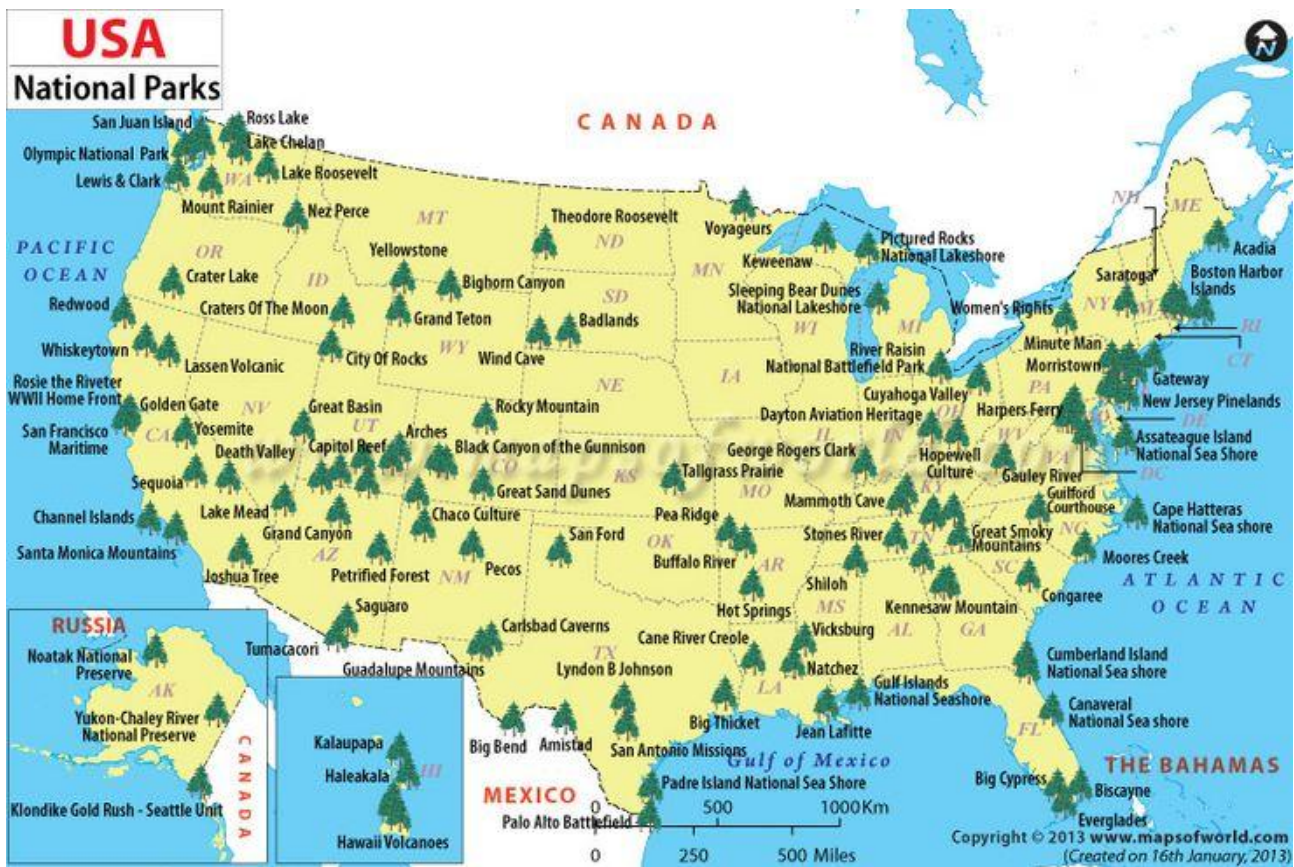 USA
National Parks
N
CANADA
San Juan Island
Ross Lake
Olympic National Park
Lake Chelan
Lewis & Clark
Lake Roosevelt
WA
Mount Rainier
Nez Perce
MT
Theodore Roosevelt
ND
Voyageurs
Keweenaw
Pictured Rocks
National Lakeshore
NH
ME
Acadia
PACIFIC
OCEAN
OR
Yellowstone
Crater Lake
ID
Bighorn Canyon
MN
Saratoga
Boston Harbor
Islands
Redwood
Craters Of The Moon
Grand Teton
SD
Badlands
Sleeping Bear Dunes
National Lakeshore
WI
MI
Women's Rights
NY
MA
RI
CT
Whiskeytown
Lassen Volcanic
City Of Rocks
WY
Wind Cave
River Raisin
National Battlefield Park
Minute Man
Morristown
Gateway
Rosie the Riveter
WWII Home Front
NV
NE
IA
Cuyahoga Valley
PA
New Jersey Pinelands
Golden Gate
Great Basin
Rocky Mountain
Dayton Aviation Heritage
OH
Harpers Ferry
DE
San Francisco
Maritime
CA
Yosemite
UT
Arches
Capitol Reef
Black Canyon of the Gunnison
IL
IN
WV
VA
Assateague Island
National Sea Shore
Death Valley
CO
KS
Tallgrass Prairie
George Rogers Clark
Hopewell
Culture
Gauley River
DC
Sequoia
Great Sand Dunes
MO
Mammoth Cave
KY
Guilford
Courthouse
Channel Islands
Lake Mead
Grand Canyon
Chaco Culture
San Ford
Pea Ridge
Stones River
TN
Great Smoky
Mountains
NC
Cape Hatteras
National Sea shore
Santa Monica Mountains
AZ
OK
Buffalo River
AR
Moores Creek
Joshua Tree
Petrified Forest
NM
Pecos
Shiloh
SC
Congaree
ATLANTIC
OCEAN
Saguaro
Hot Springs
MS
Kennesaw Mountain
RUSSIA
Noatak National
Preserve
Tumacacori
Carlsbad Caverns
Cane River Creole
Vicksburg
AL
GA
Guadalupe Mountains
TX
Lyndon B Johnson
Natchez
Cumberland Island
National Sea shore
AK
LA
Gulf Islands
National Seashore
Yukon-Chaley River
National Preserve
CANADA
Big Bend
Amistad
Big Thicket
Jean Lafitte
FL
Canaveral
National Sea shore
Kalaupapa
San Antonio Missions
Gulf of Mexico
Haleakala
HI
Padre Island National Sea Shore
Big Cypress
THE BAHAMAS
Biscayne
Klondike Gold Rush - Seattle Unit
MEXICO
0 500 1000Km
Palo Alto Battlefield
Everglades
Hawaii Volcanoes
0 250 500 Miles
Copyright © 2013 www.mapsofworld.com
(Created on 16th January, 2013)